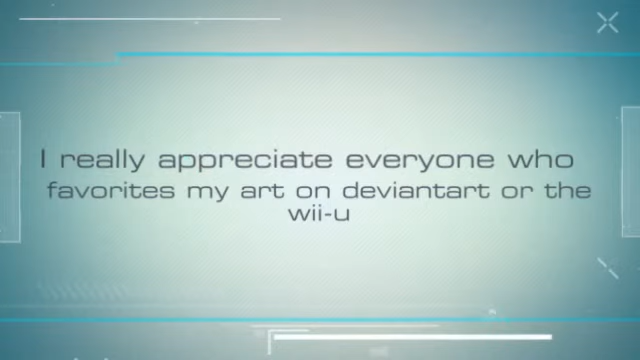 I really appreciate everyone who
favorites my art on deviantart or the
wii-u